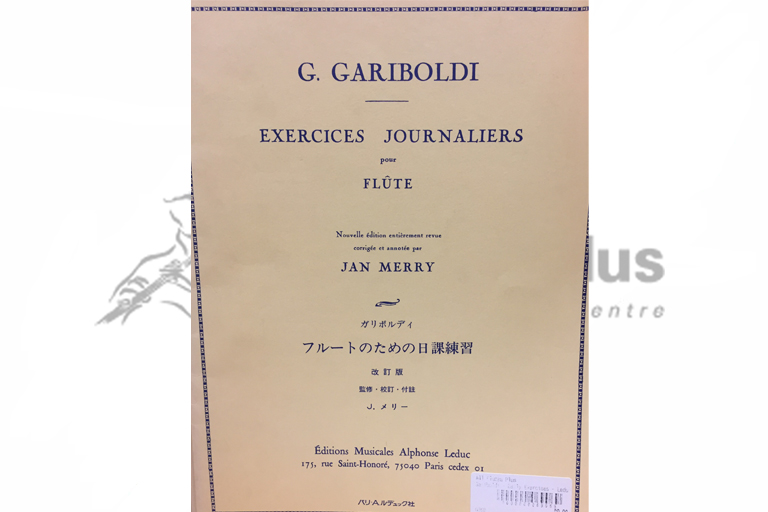 G. GARIBOLDI
EXERCICES JOURNALIERS
pour
FLÛTE
Nouvelle édition entièrement revue
corrigée et annotée par
JAN MERRY
ガリボルディ
フルートのための日課練習
改訂版
監修・校訂・付註
J. メリー
Éditions Musicales Alphonse Leduc
175, rue Saint-Honoré, 75040 Paris cedex 01
パリ・A.ルデュック社
lus
entre